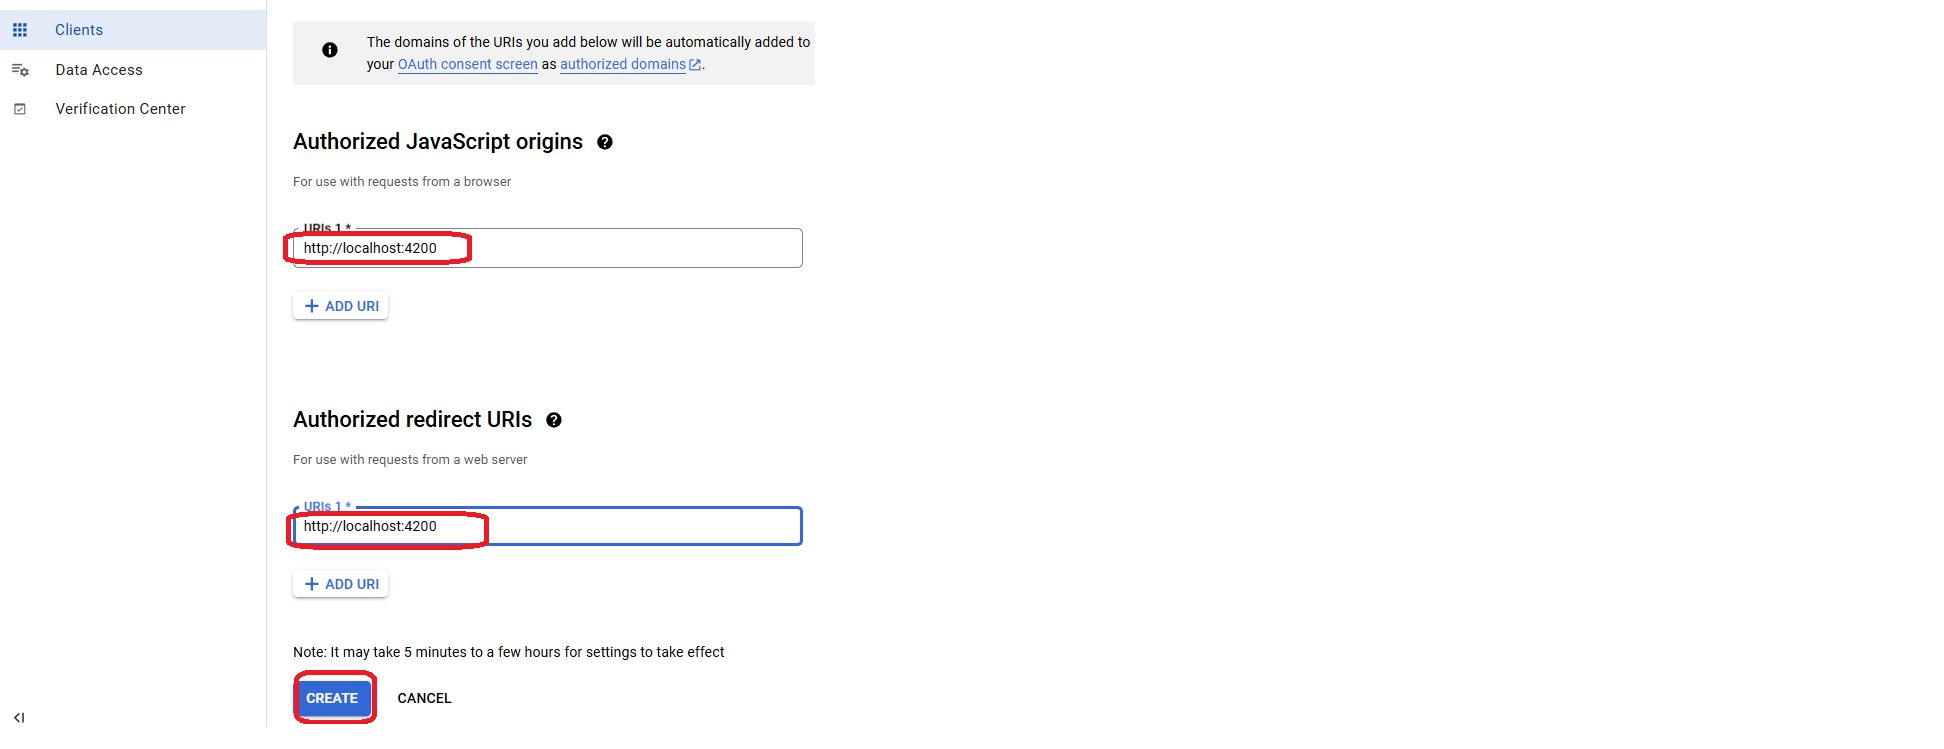 Clients
Data Access
Verification Center
The domains of the URIs you add below will be automatically added to
your OAuth consent screen as authorized domains.
Authorized JavaScript origins
For use with requests from a browser
URIs 1 *
http://localhost:4200
+ ADD URI
Authorized redirect URIs
For use with requests from a web server
URIs 1 *
http://localhost:4200
+ ADD URI
Note: It may take 5 minutes to a few hours for settings to take effect
CREATE CANCEL